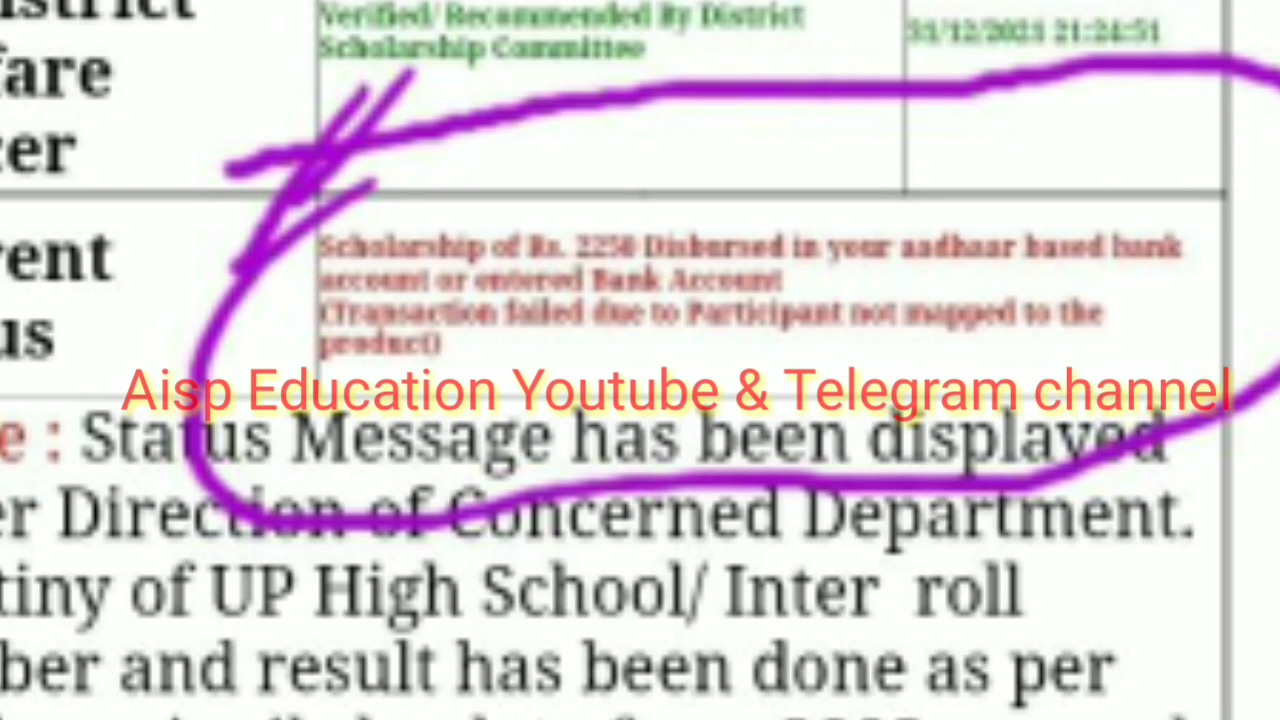 strict
Verified/ Recommended By District
Scholarship Committee
31/12/2021 21:24:51
fare
cer
rent
us
Scholarship of Rs. 2250 Disbursed in your aadhaar based bank
account or entered Bank Account
(Transaction failed due to Participant not mapped to the
product)
Aisp Education Youtube & Telegram channel
e : Status Message has been displayed
er Direction of Concerned Department.
tiny of UP High School/ Inter roll
ber and result has been done as per